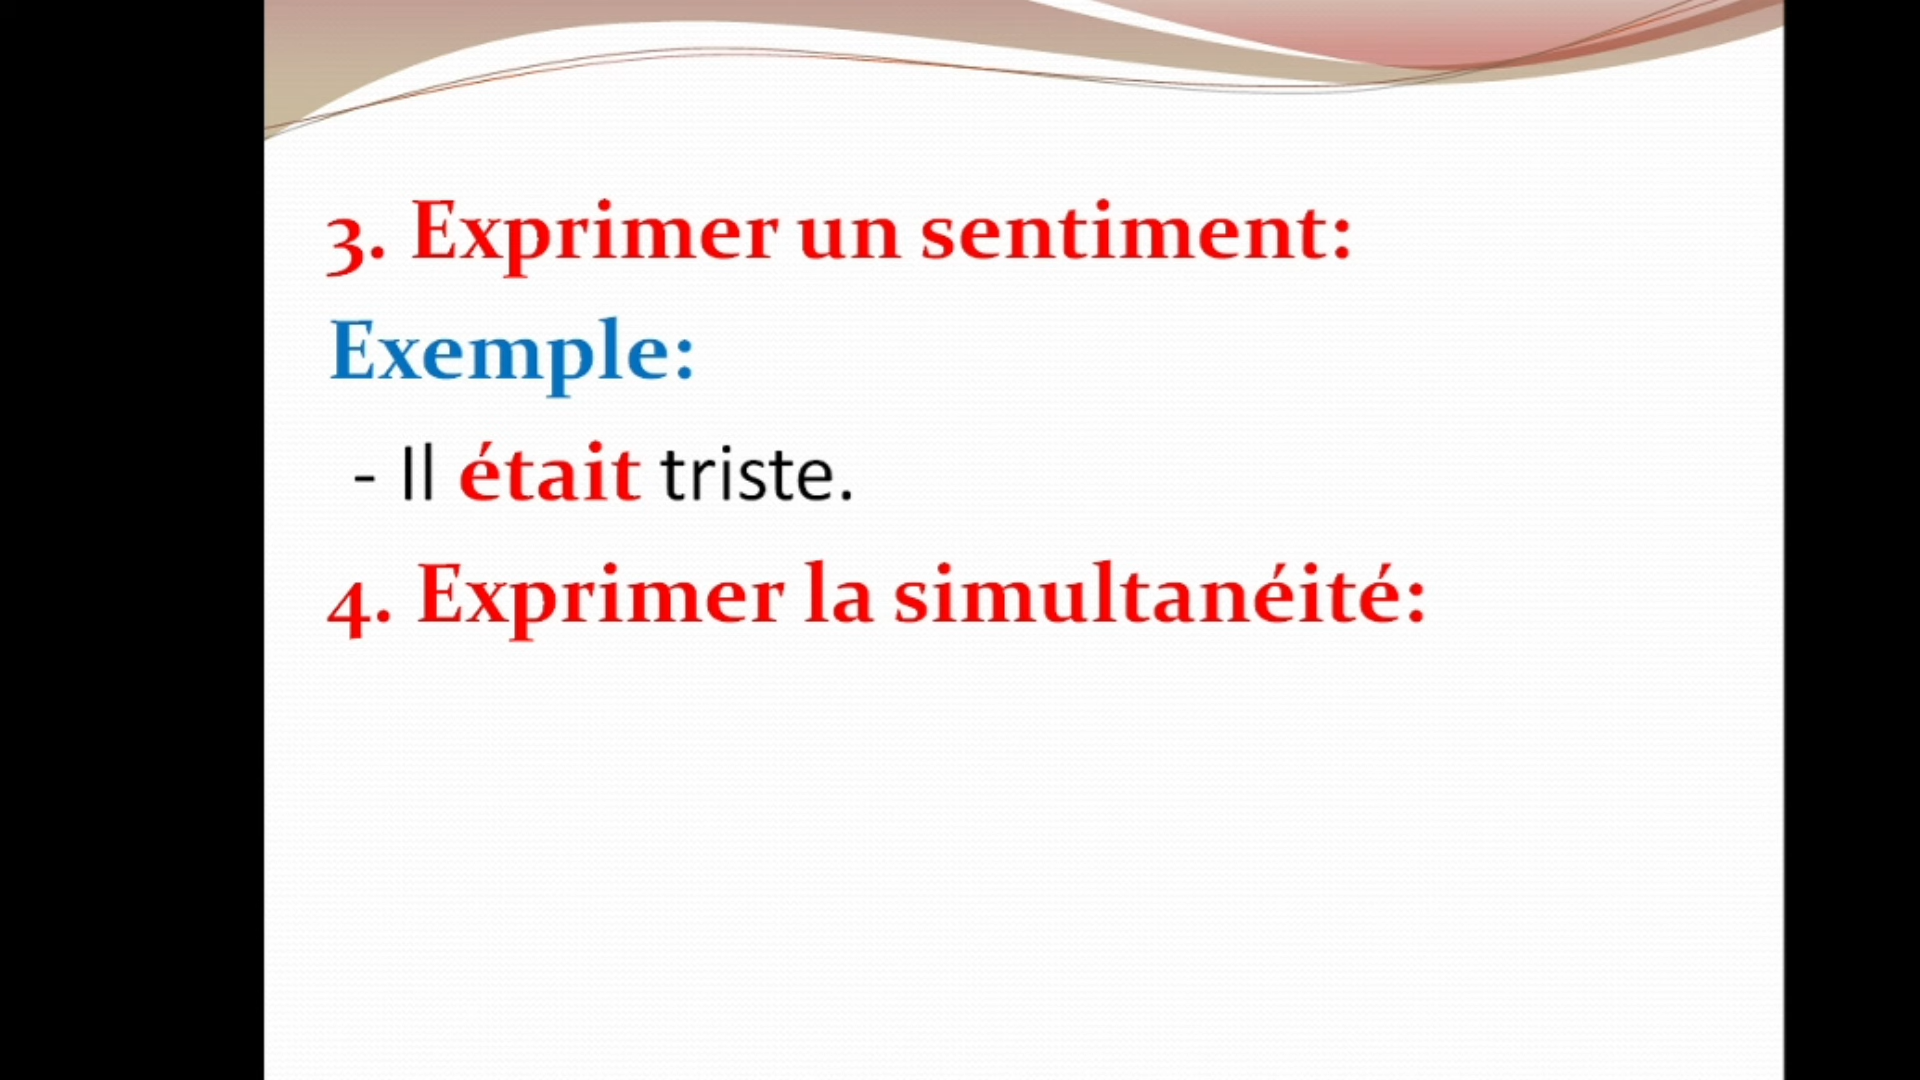 3. Exprimer un sentiment:
Exemple:
- Il était triste.
4. Exprimer la simultanéité: